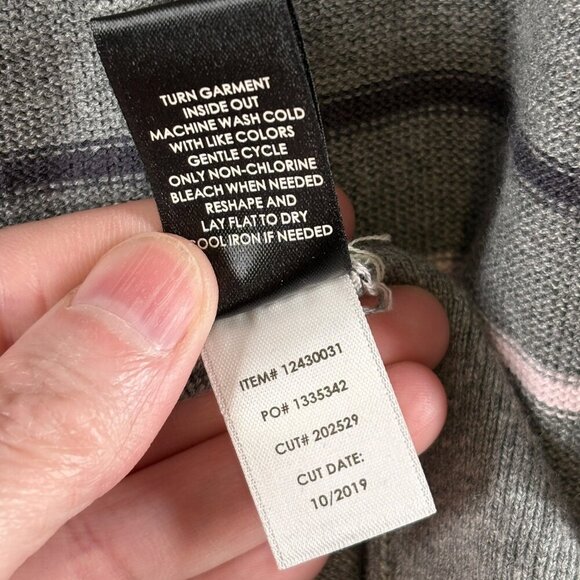 TURN GARMENT
INSIDE OUT
MACHINE WASH COLD
WITH LIKE COLORS
GENTLE CYCLE
ONLY NON-CHLORINE
BLEACH WHEN NEEDED
RESHAPE AND
LAY FLAT TO DRY
COOL IRON IF NEEDED
ITEM# 12430031
PO# 1335342
CUT# 202529
CUT DATE:
10/2019